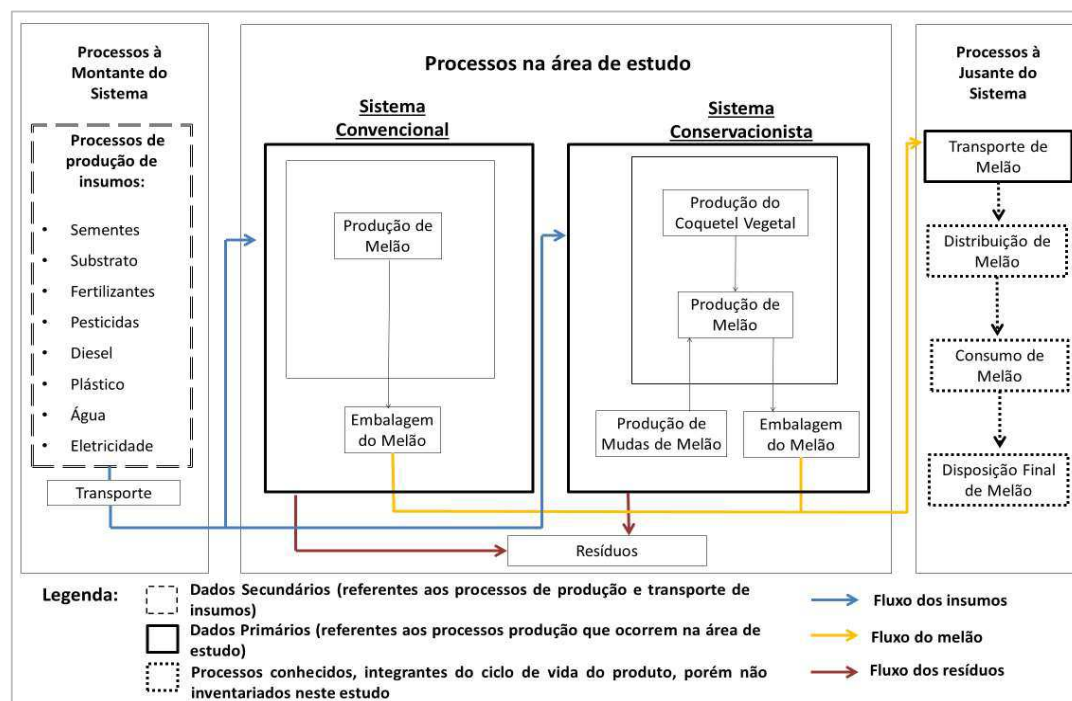 Processos à
Montante do
Sistema
Processos de
produção de
insumos:
• Sementes
• Substrato
• Fertilizantes
• Pesticidas
• Diesel
• Plástico
• Água
• Eletricidade
Transporte
Processos na área de estudo
Sistema
Convencional
Produção de
Melão
Embalagem
do Melão
Sistema
Conservacionista
Produção do
Coquetel Vegetal
Produção de
Melão
Produção de
Mudas de Melão
Embalagem
do Melão
Resíduos
Processos à
Jusante do
Sistema
Transporte de
Melão
Distribuição de
Melão
Consumo de
Melão
Disposição Final
de Melão
Legenda:
Dados Secundários (referentes aos processos de produção e transporte de
insumos)
Dados Primários (referentes aos processos produção que ocorrem na área de
estudo)
Processos conhecidos, integrantes do ciclo de vida do produto, porém não
inventariados neste estudo
Fluxo dos insumos
Fluxo do melão
Fluxo dos resíduos